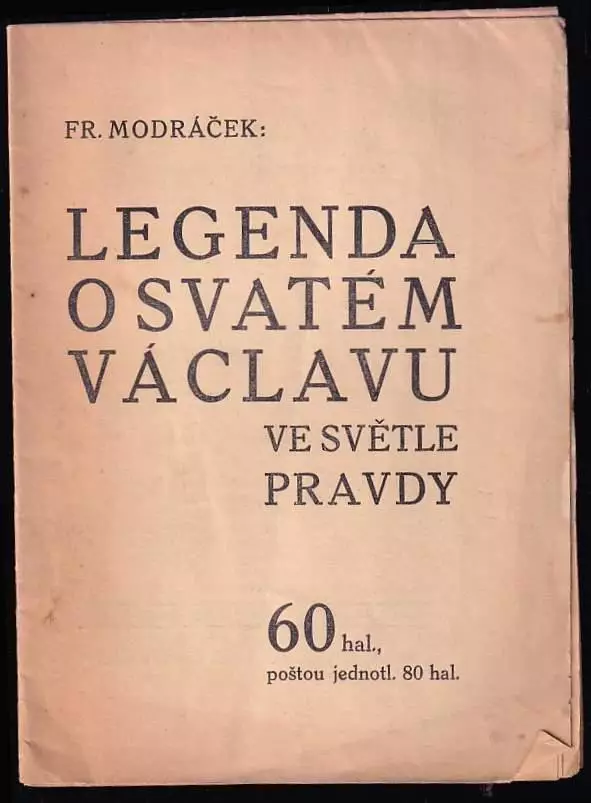 FR. MODRÁČEK:
LEGENDA
O SVATÉM
VÁCLAVU
VE SVĚTLE
PRAVDY
60 hal.,
poštou jednotl. 80 hal.